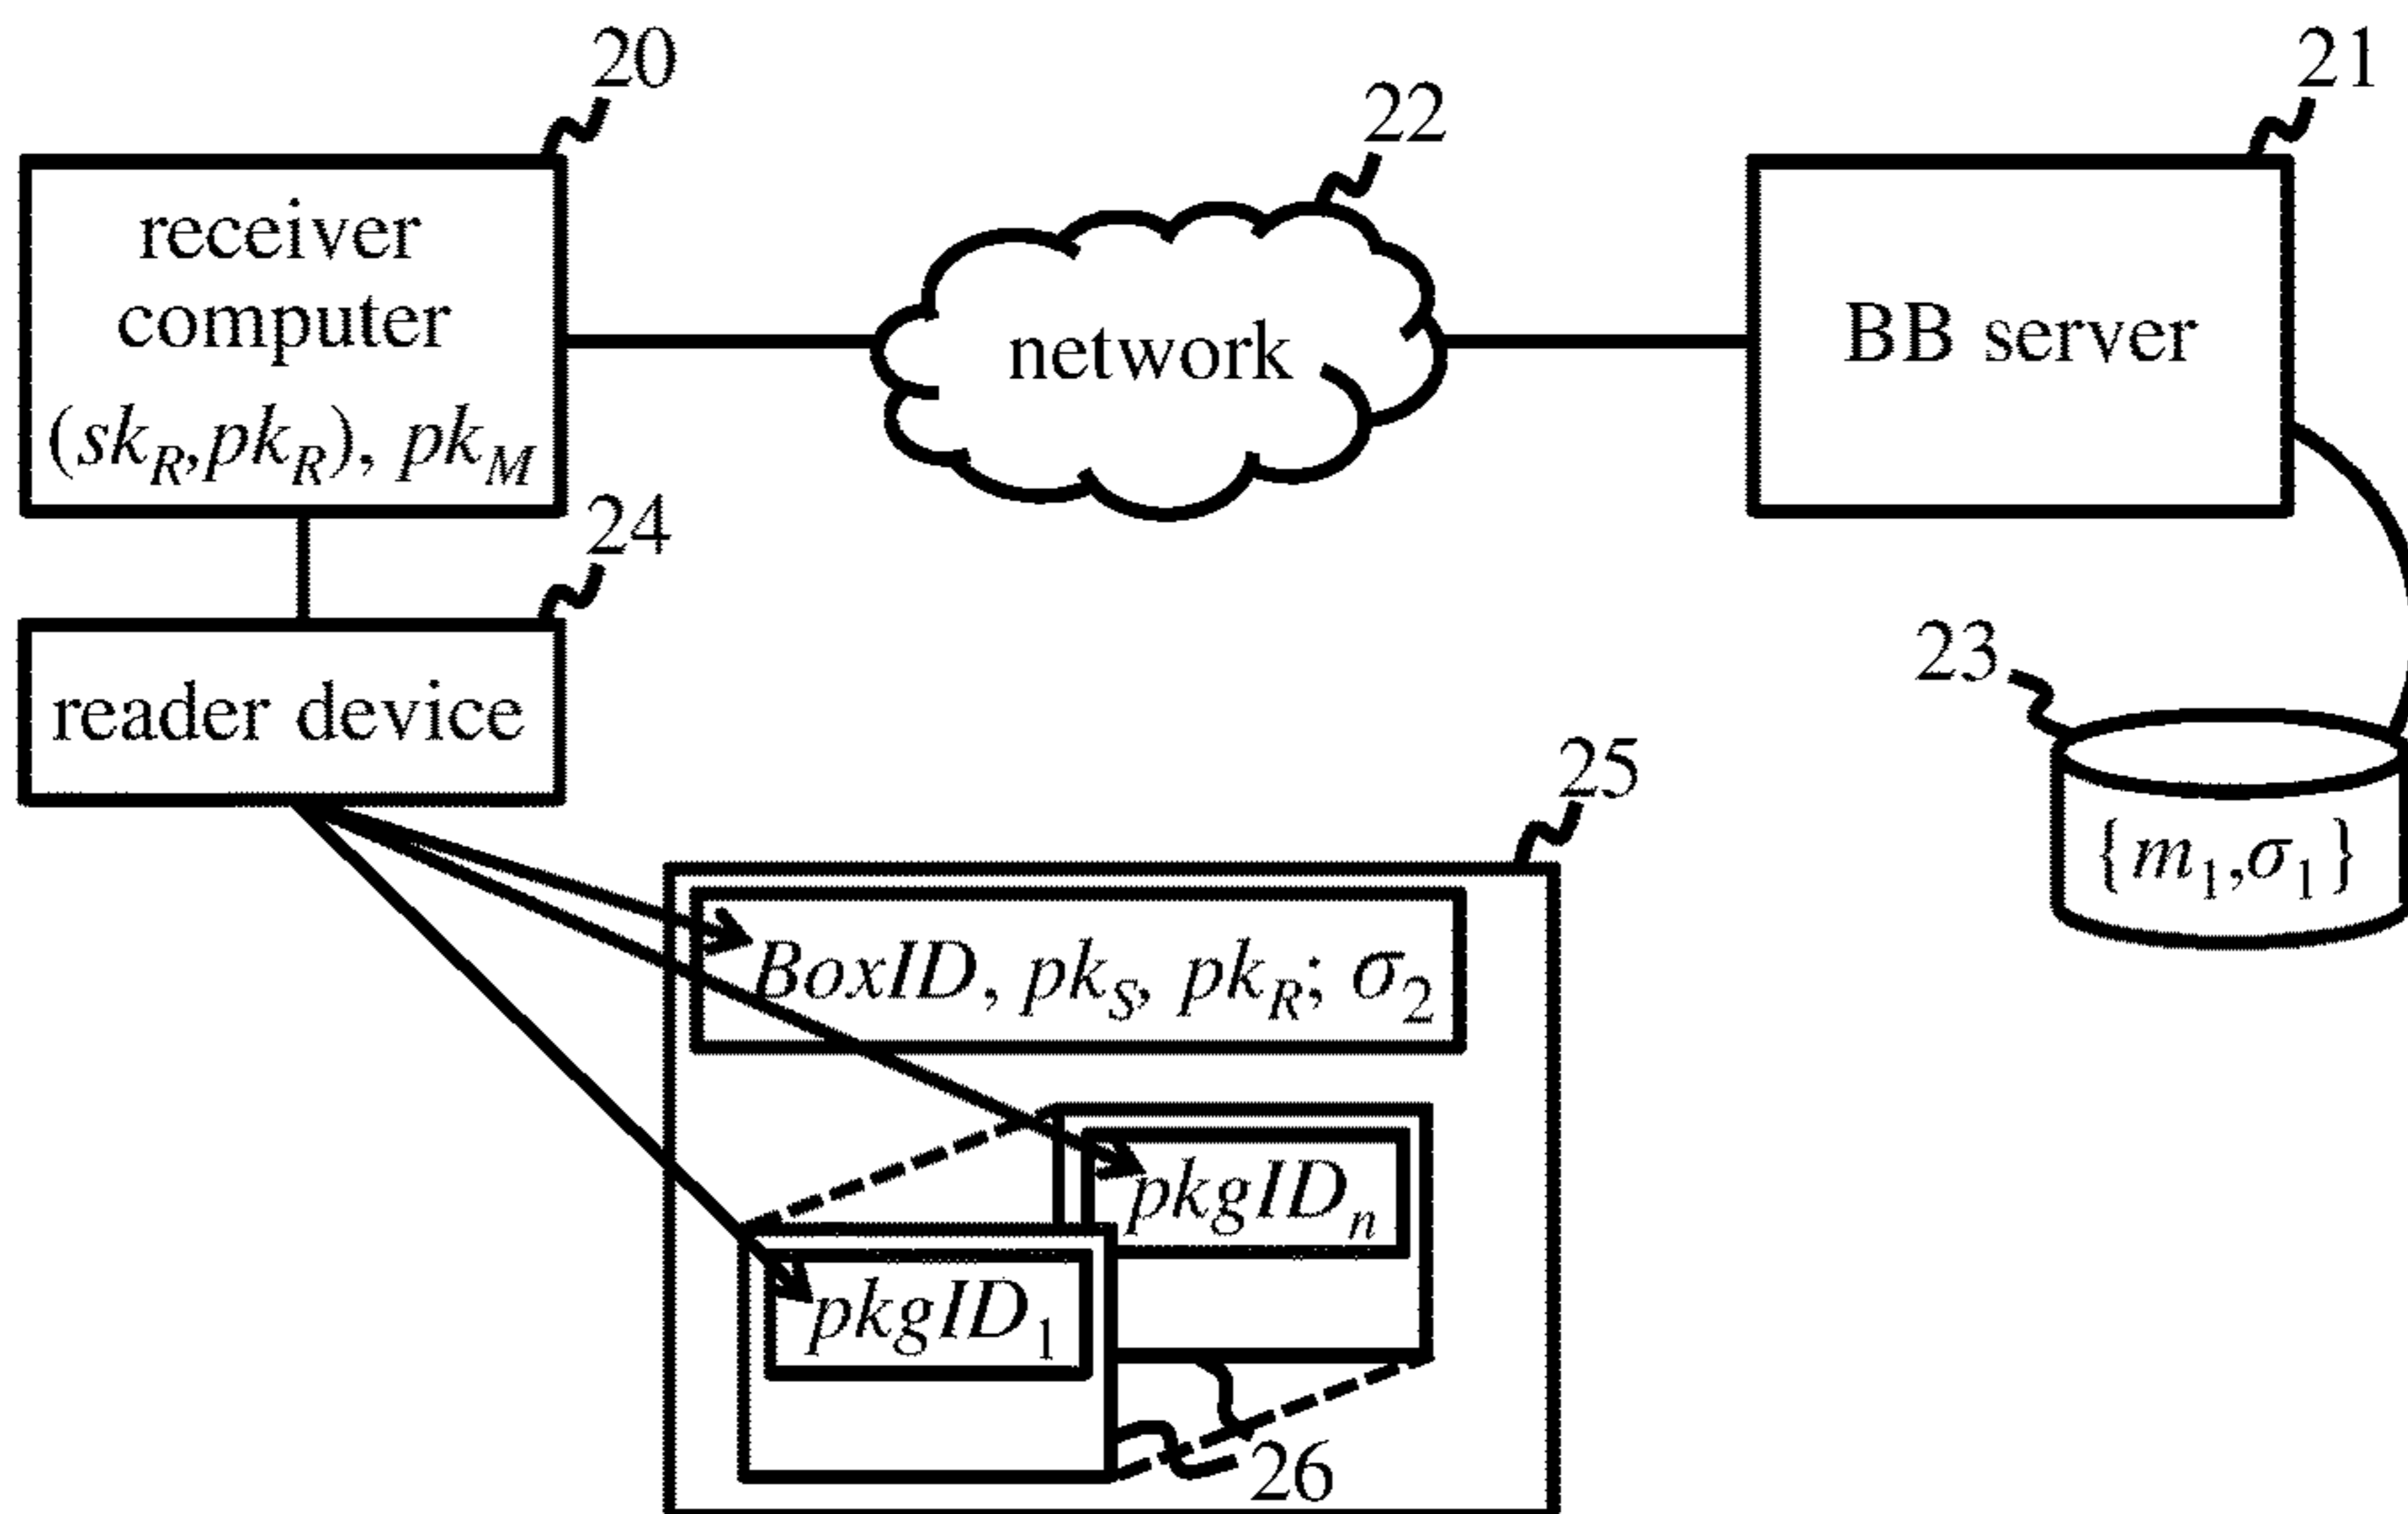 20
21
22
receiver
computer
(sk_R, pk_R), pk_M
network
BB server
24
reader device
23
{m_1, σ_1}
25
BoxID, pk_S, pk_R; σ_2
pkgID_n
pkgID_1
26